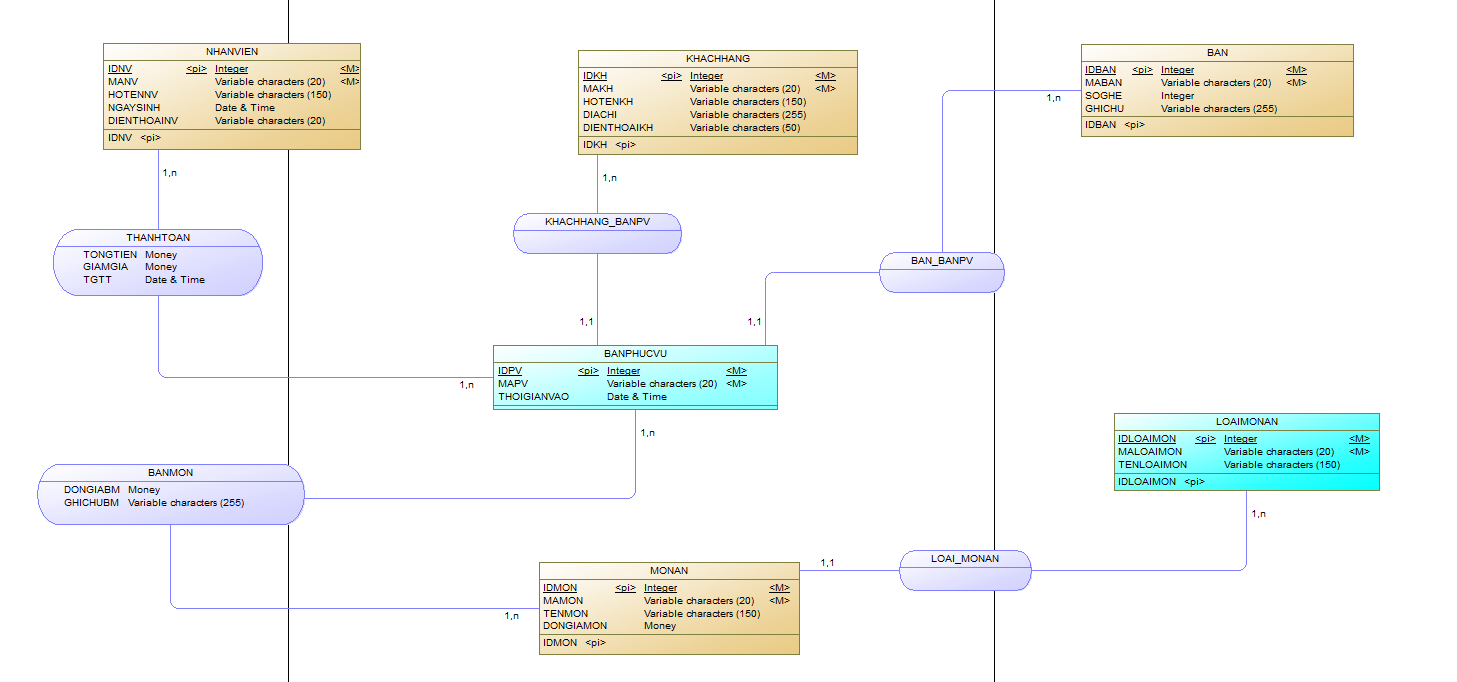 NHANVIEN
IDNV <pi> Integer <M>
MANV Variable characters (20) <M>
HOTENNV Variable characters (150)
NGAYSINH Date & Time
DIENTHOAINV Variable characters (20)
IDNV <pi>
KHACHHANG
IDKH <pi> Integer <M>
MAKH Variable characters (20) <M>
HOTENKH Variable characters (150)
DIACHI Variable characters (255)
DIENTHOAIKH Variable characters (50)
IDKH <pi>
BAN
IDBAN <pi> Integer <M>
MABAN Variable characters (20) <M>
SOGHE Integer
GHICHU Variable characters (255)
IDBAN <pi>
1,n
1,n
1,n
THANHTOAN
TONGTIEN Money
GIAMGIA Money
TGTT Date & Time
KHACHHANG_BANPV
BAN_BANPV
1,1
1,1
BANPHUCVU
IDPV <pi> Integer <M>
MAPV Variable characters (20) <M>
THOIGIANVAO Date & Time
1,n
1,n
LOAIMONAN
IDLOAIMON <pi> Integer <M>
MALOAIMON Variable characters (20) <M>
TENLOAIMON Variable characters (150)
IDLOAIMON <pi>
1,n
BANMON
DONGIABM Money
GHICHUBM Variable characters (255)
LOAI_MONAN
1,1
MONAN
IDMON <pi> Integer <M>
MAMON Variable characters (20) <M>
TENMON Variable characters (150)
DONGIAMON Money
IDMON <pi>
1,n